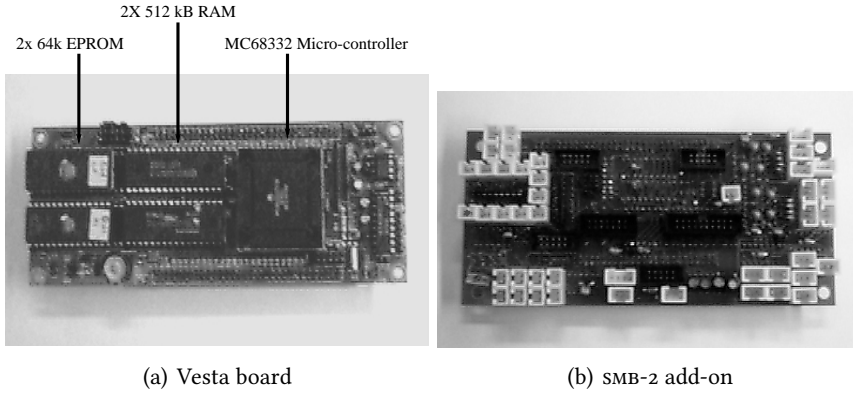 2X 512 kB RAM
2x 64k EPROM
MC68332 Micro-controller
(a) Vesta board
(b) SMB-2 add-on